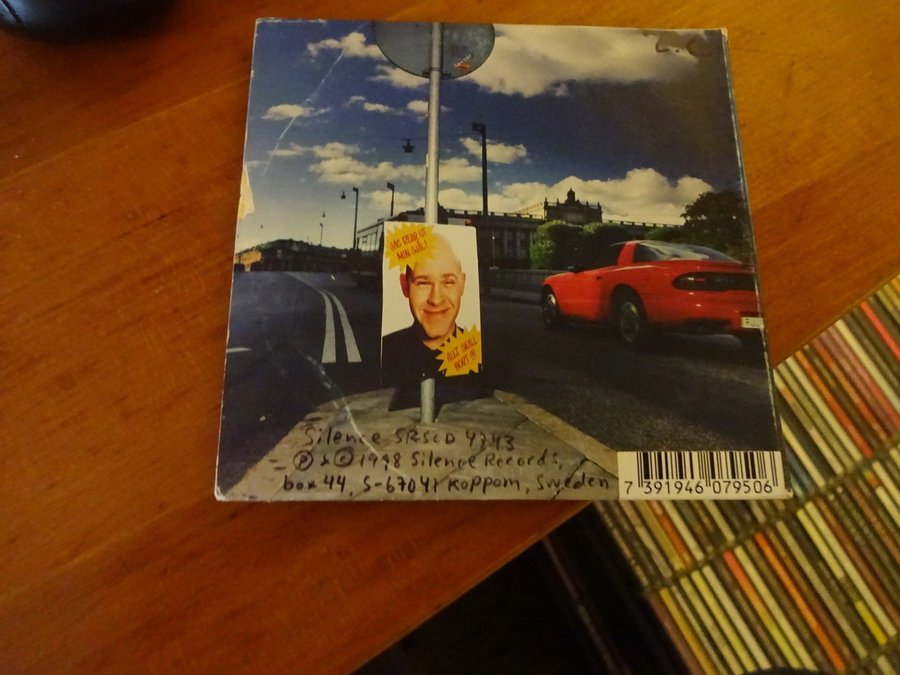 JAG REAR UT
MIN SJÄL!
ALLT SKALL
BORT!!!
Silence SRSCD 4743
Ⓟ & © 1998 Silence Records,
box 44, S-67041 Koppom, Sweden
7 391946 079506